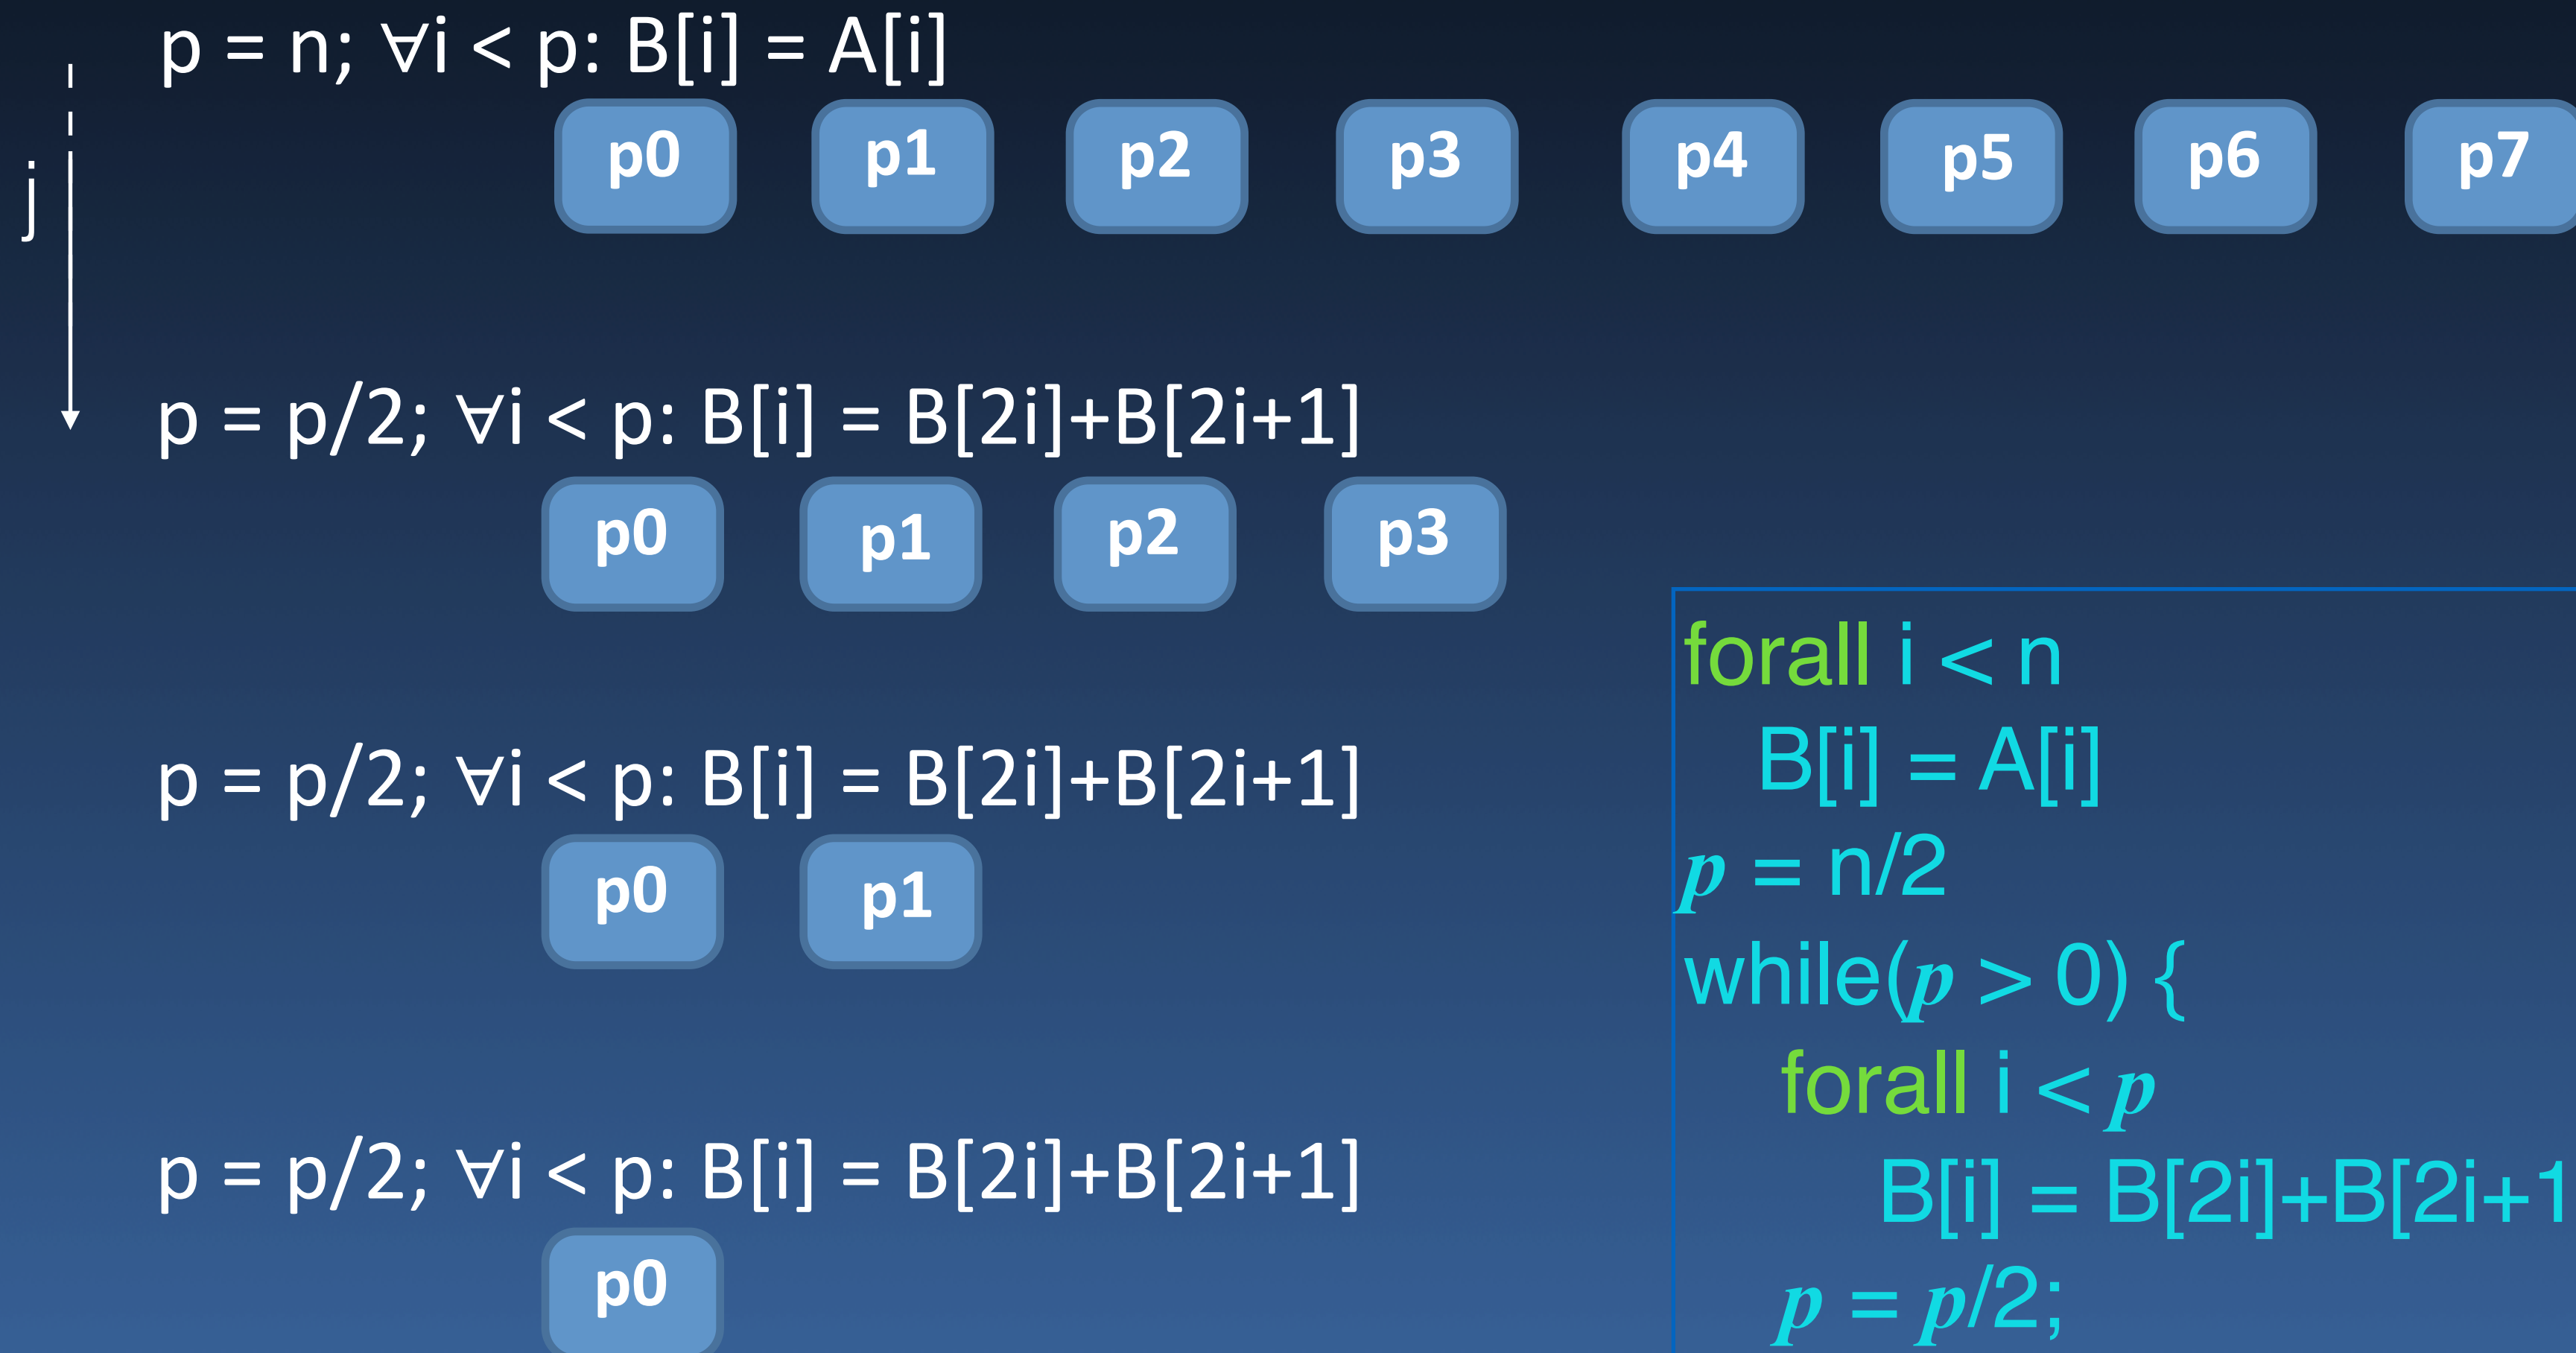 p = n; ∀i < p: B[i] = A[i]
p0 p1 p2 p3 p4 p5 p6 p7
j
p = p/2; ∀i < p: B[i] = B[2i]+B[2i+1]
p0 p1 p2 p3
p = p/2; ∀i < p: B[i] = B[2i]+B[2i+1]
p0 p1
p = p/2; ∀i < p: B[i] = B[2i]+B[2i+1]
p0
forall i < n
B[i] = A[i]
p = n/2
while(p > 0) {
forall i < p
B[i] = B[2i]+B[2i+1
p = p/2;